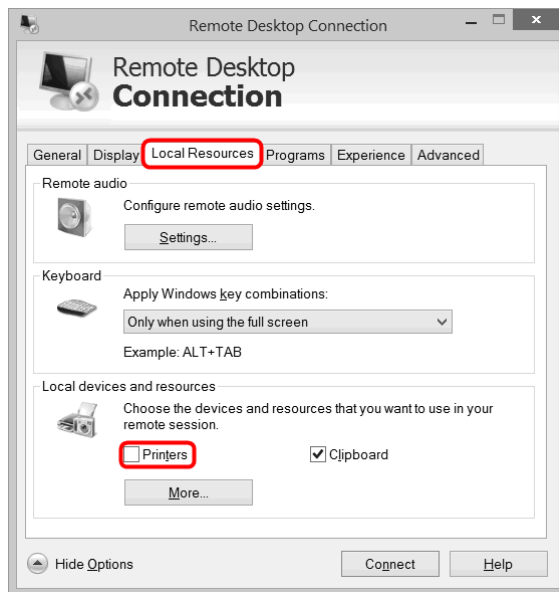 Remote Desktop Connection
Remote Desktop
Connection
General Display Local Resources Programs Experience Advanced
Remote audio
Configure remote audio settings.
Settings...
Keyboard
Apply Windows key combinations:
Only when using the full screen
Example: ALT+TAB
Local devices and resources
Choose the devices and resources that you want to use in your
remote session.
Printers Clipboard
More...
Hide Options Connect Help